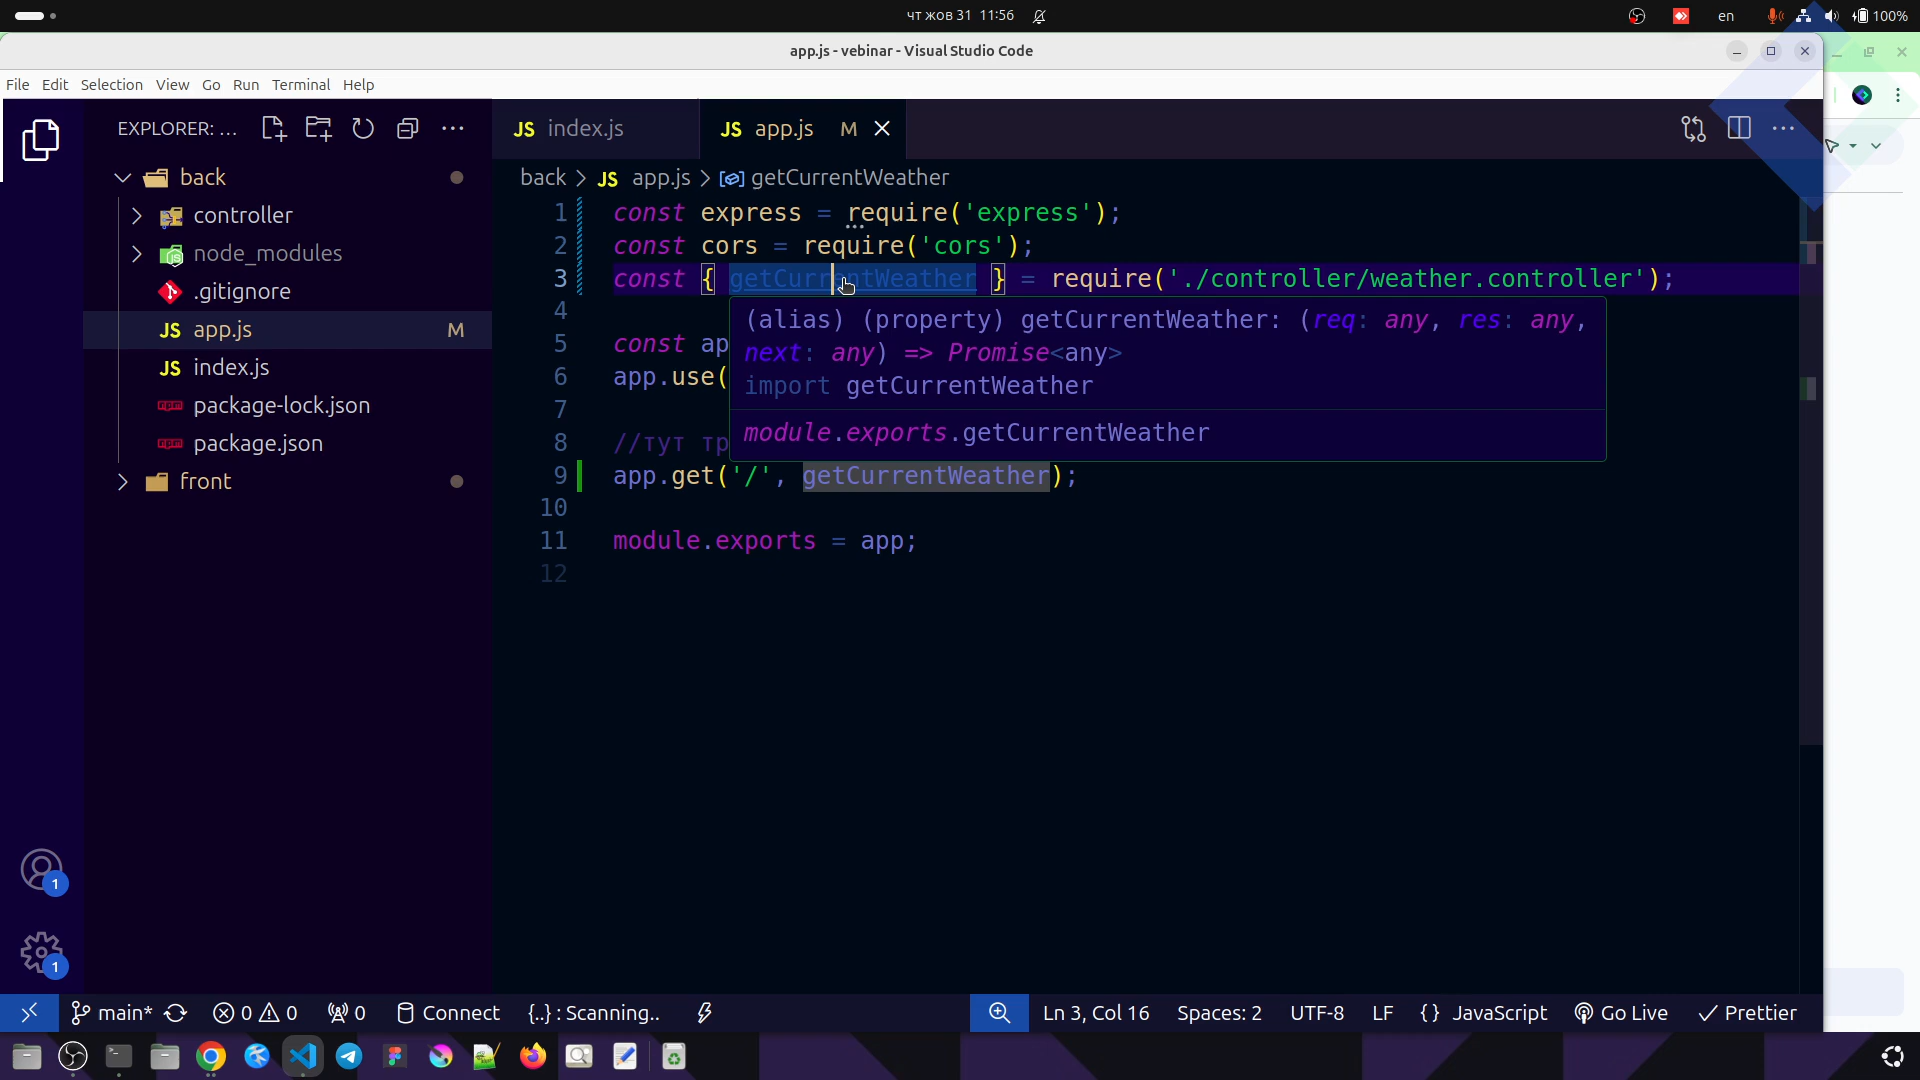 чт жов 31 11:56
en
100%
app.js - vebinar - Visual Studio Code
File Edit Selection View Go Run Terminal Help
EXPLORER: ...
JS index.js
JS app.js M
back > JS app.js > getCurrentWeather
back
controller
node_modules
.gitignore
JS app.js M
JS index.js
package-lock.json
package.json
front
1 const express = require('express');
2 const cors = require('cors');
3 const { getCurrentWeather } = require('./controller/weather.controller');
4
5 const ap
6 app.use(
7
8 //тут тр
9 app.get('/', getCurrentWeather);
10
11 module.exports = app;
12
(alias) (property) getCurrentWeather: (req: any, res: any,
next: any) => Promise<any>
import getCurrentWeather
module.exports.getCurrentWeather
1
1
main* 0 0 0 Connect {..} : Scanning.. Ln 3, Col 16 Spaces: 2 UTF-8 LF {} JavaScript Go Live Prettier